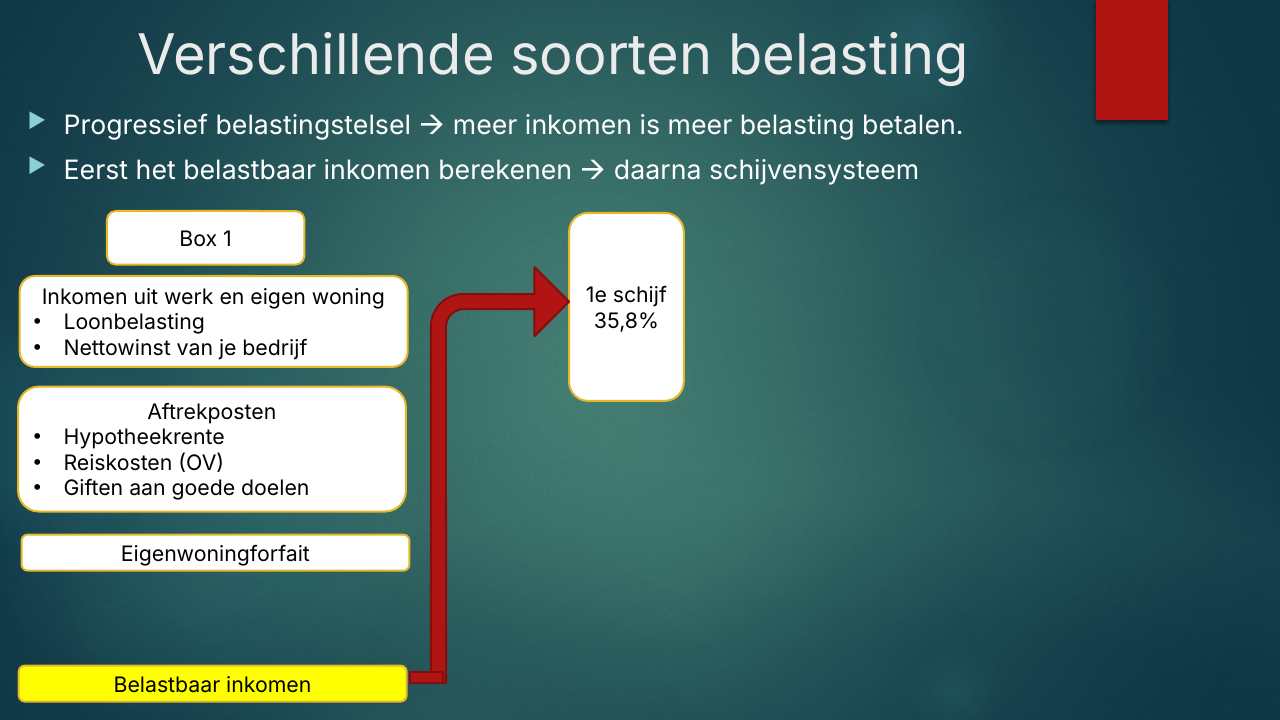 Verschillende soorten belasting
Progressief belastingstelsel → meer inkomen is meer belasting betalen.
Eerst het belastbaar inkomen berekenen → daarna schijvensysteem
Box 1
Inkomen uit werk en eigen woning
• Loonbelasting
• Nettowinst van je bedrijf
Aftrekposten
• Hypotheekrente
• Reiskosten (OV)
• Giften aan goede doelen
Eigenwoningforfait
Belastbaar inkomen
1e schijf
35,8%